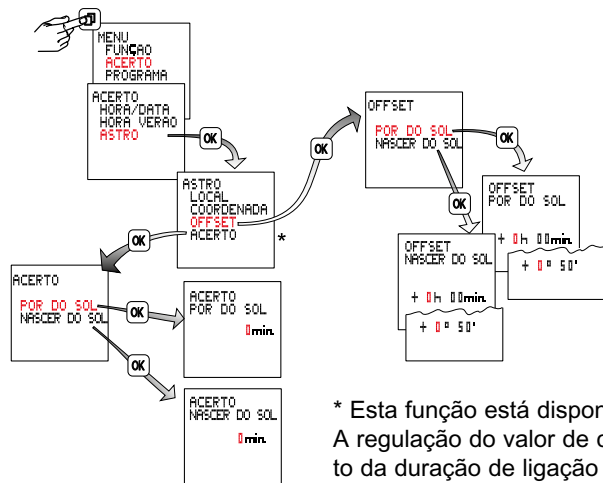 MENU
FUNÇAO
ACERTO
PROGRAMA
ACERTO
HORA/DATA
HORA VERAO
ASTRO
OK
ASTRO
LOCAL
COORDENADA
OFFSET
ACERTO
*
OK
OK
OFFSET
POR DO SOL
NASCER DO SOL
OK
OK
OFFSET
POR DO SOL
+ 0h 00min.
+ 0° 50'
OFFSET
NASCER DO SOL
+ 0h 00min.
+ 0° 50'
ACERTO
POR DO SOL
NASCER DO SOL
OK
OK
ACERTO
POR DO SOL
0min.
ACERTO
NASCER DO SOL
0min.
* Esta função está dispon
A regulação do valor de
to da duração de ligação